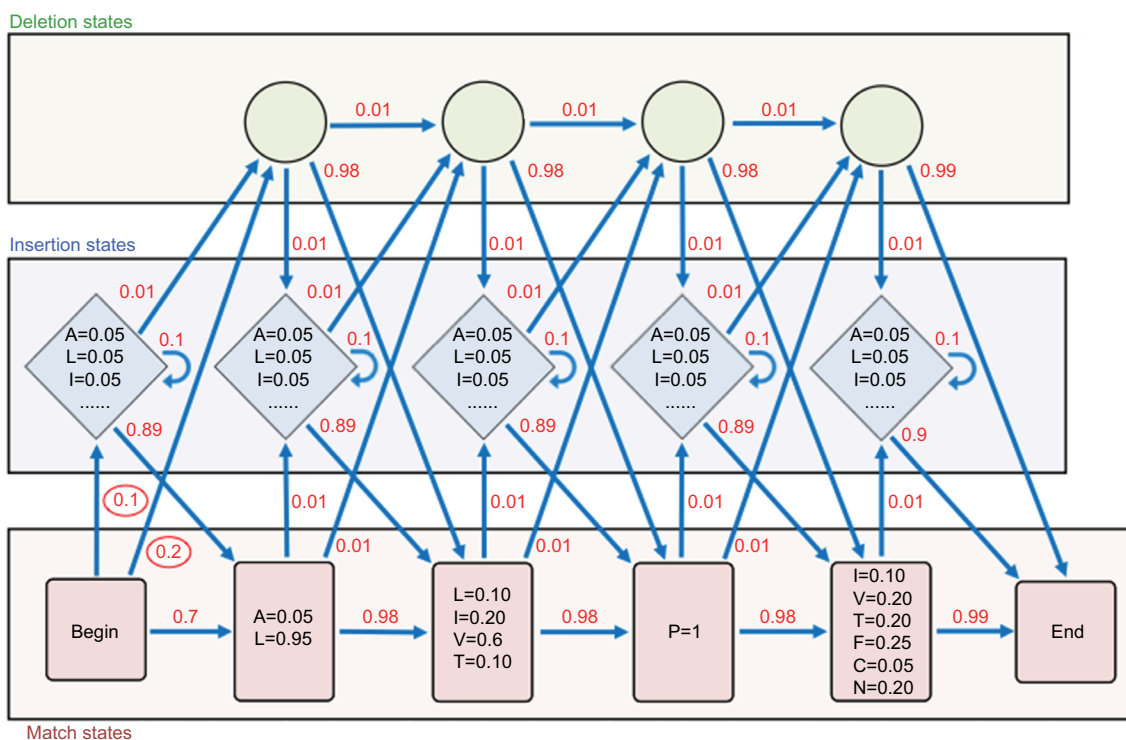 Deletion states
0.01 0.01 0.01
0.98 0.98 0.98 0.99
Insertion states
0.01 0.01 0.01 0.01
0.01 0.01 0.01 0.01
A=0.05 A=0.05 A=0.05 A=0.05 A=0.05
0.1 0.1 0.1 0.1 0.1
L=0.05 L=0.05 L=0.05 L=0.05 L=0.05
I=0.05 I=0.05 I=0.05 I=0.05 I=0.05
...... ...... ...... ...... ......
0.89 0.89 0.89 0.89 0.9
0.1 0.01 0.01 0.01 0.01
0.2 0.01 0.01 0.01
Begin
0.7
A=0.05
L=0.95
0.98
L=0.10
I=0.20
V=0.6
T=0.10
0.98
P=1
0.98
I=0.10
V=0.20
T=0.20
F=0.25
C=0.05
N=0.20
0.99
End
Match states